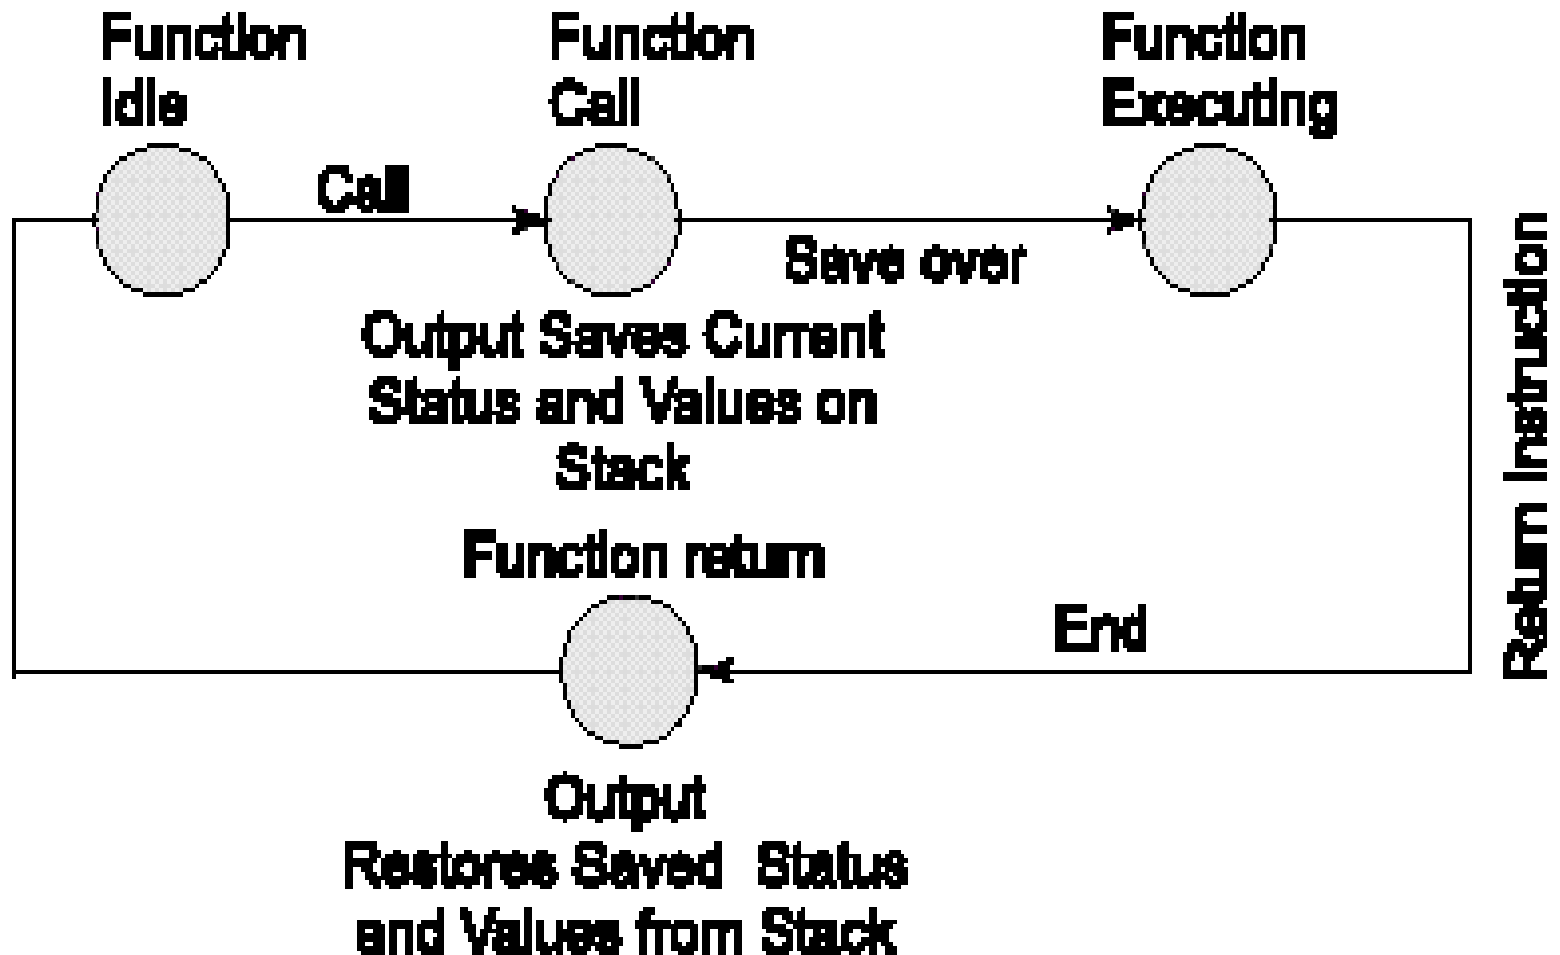 Function
Idle
Function
Call
Function
Executing
Call
Save over
Output Saves Current
Status and Values on
Stack
Return Instruction
Function return
End
Output
Restores Saved Status
and Values from Stack